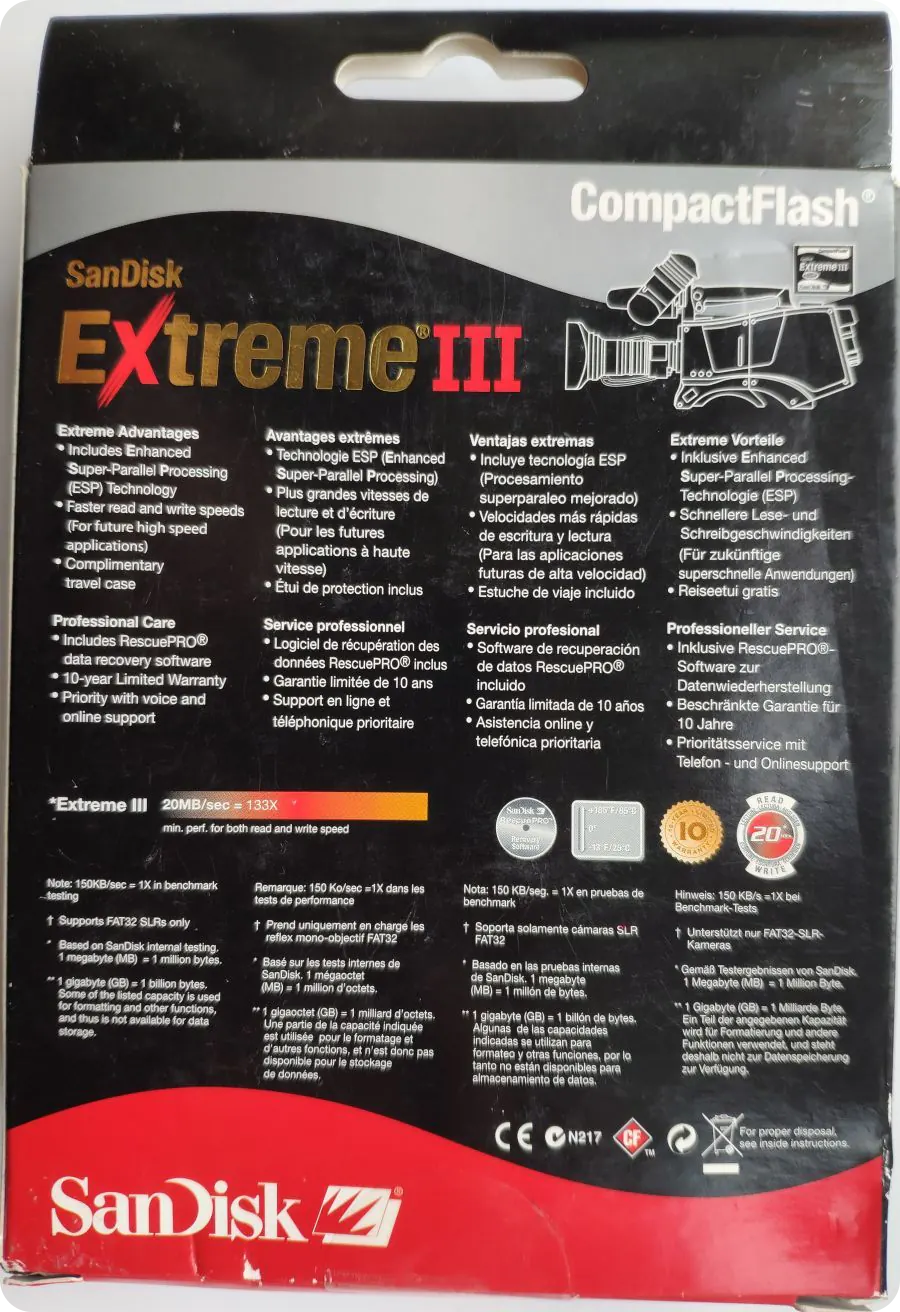 CompactFlash®
SanDisk
Extreme® III
Extreme III
Extreme Advantages
• Includes Enhanced
Super-Parallel Processing
(ESP) Technology
• Faster read and write speeds
(For future high speed
applications)
• Complimentary
travel case
Professional Care
• Includes RescuePRO®
data recovery software
• 10-year Limited Warranty
• Priority with voice and
online support
Avantages extrêmes
• Technologie ESP (Enhanced
Super-Parallel Processing)
• Plus grandes vitesses de
lecture et d'écriture
(Pour les futures
applications à haute
vitesse)
• Étui de protection inclus
Service professionnel
• Logiciel de récupération des
données RescuePRO® inclus
• Garantie limitée de 10 ans
• Support en ligne et
téléphonique prioritaire
Ventajas extremas
• Incluye tecnología ESP
(Procesamiento
superparaleo mejorado)
• Velocidades más rápidas
de escritura y lectura
(Para las aplicaciones
futuras de alta velocidad)
• Estuche de viaje incluido
Servicio profesional
• Software de recuperación
de datos RescuePRO®
incluido
• Garantía limitada de 10 años
• Asistencia online y
telefónica prioritaria
Extreme Vorteile
• Inklusive Enhanced
Super-Parallel Processing-
Technologie (ESP)
• Schnellere Lese- und
Schreibgeschwindigkeiten
(Für zukünftige
superschnelle Anwendungen)
• Reiseetui gratis
Professioneller Service
• Inklusive RescuePRO®-
Software zur
Datenwiederherstellung
• Beschränkte Garantie für
10 Jahre
• Prioritätsservice mit
Telefon - und Onlinesupport
*Extreme III 20MB/sec = 133X
min. perf. for both read and write speed
SanDisk
RescuePRO™
Recovery
Software
+185°F/85°C
0°
-13°F/25°C
10
WARRANTY
READ
20
WRITE
Note: 150KB/sec = 1X in benchmark
testing
† Supports FAT32 SLRs only
* Based on SanDisk internal testing.
1 megabyte (MB) = 1 million bytes.
** 1 gigabyte (GB) = 1 billion bytes.
Some of the listed capacity is used
for formatting and other functions,
and thus is not available for data
storage.
Remarque: 150 Ko/sec =1X dans les
tests de performance
† Prend uniquement en charge les
reflex mono-objectif FAT32
* Basé sur les tests internes de
SanDisk. 1 mégaoctet
(MB) = 1 million d'octets.
** 1 gigaoctet (GB) = 1 milliard d'octets.
Une partie de la capacité indiquée
est utilisée pour le formatage et
d'autres fonctions, et n'est donc pas
disponible pour le stockage
de données.
Nota: 150 KB/seg. = 1X en pruebas de
benchmark
† Soporta solamente cámaras SLR
FAT32
* Basado en las pruebas internas
de SanDisk. 1 megabyte
(MB) = 1 millón de bytes.
** 1 gigabyte (GB) = 1 billón de bytes.
Algunas de las capacidades
indicadas se utilizan para
formateo y otras funciones, por lo
tanto no están disponibles para
almacenamiento de datos.
Hinweis: 150 KB/s =1X bei
Benchmark-Tests
† Unterstützt nur FAT32-SLR-
Kameras
* Gemäß Testergebnissen von SanDisk.
1 Megabyte (MB) = 1 Million Byte.
** 1 Gigabyte (GB) = 1 Milliarde Byte.
Ein Teil der angegebenen Kapazität
wird für Formatierung und andere
Funktionen verwendet, und steht
deshalb nicht zur Datenspeicherung
zur Verfügung.
CE N217 CF™
For proper disposal,
see inside instructions.
SanDisk®